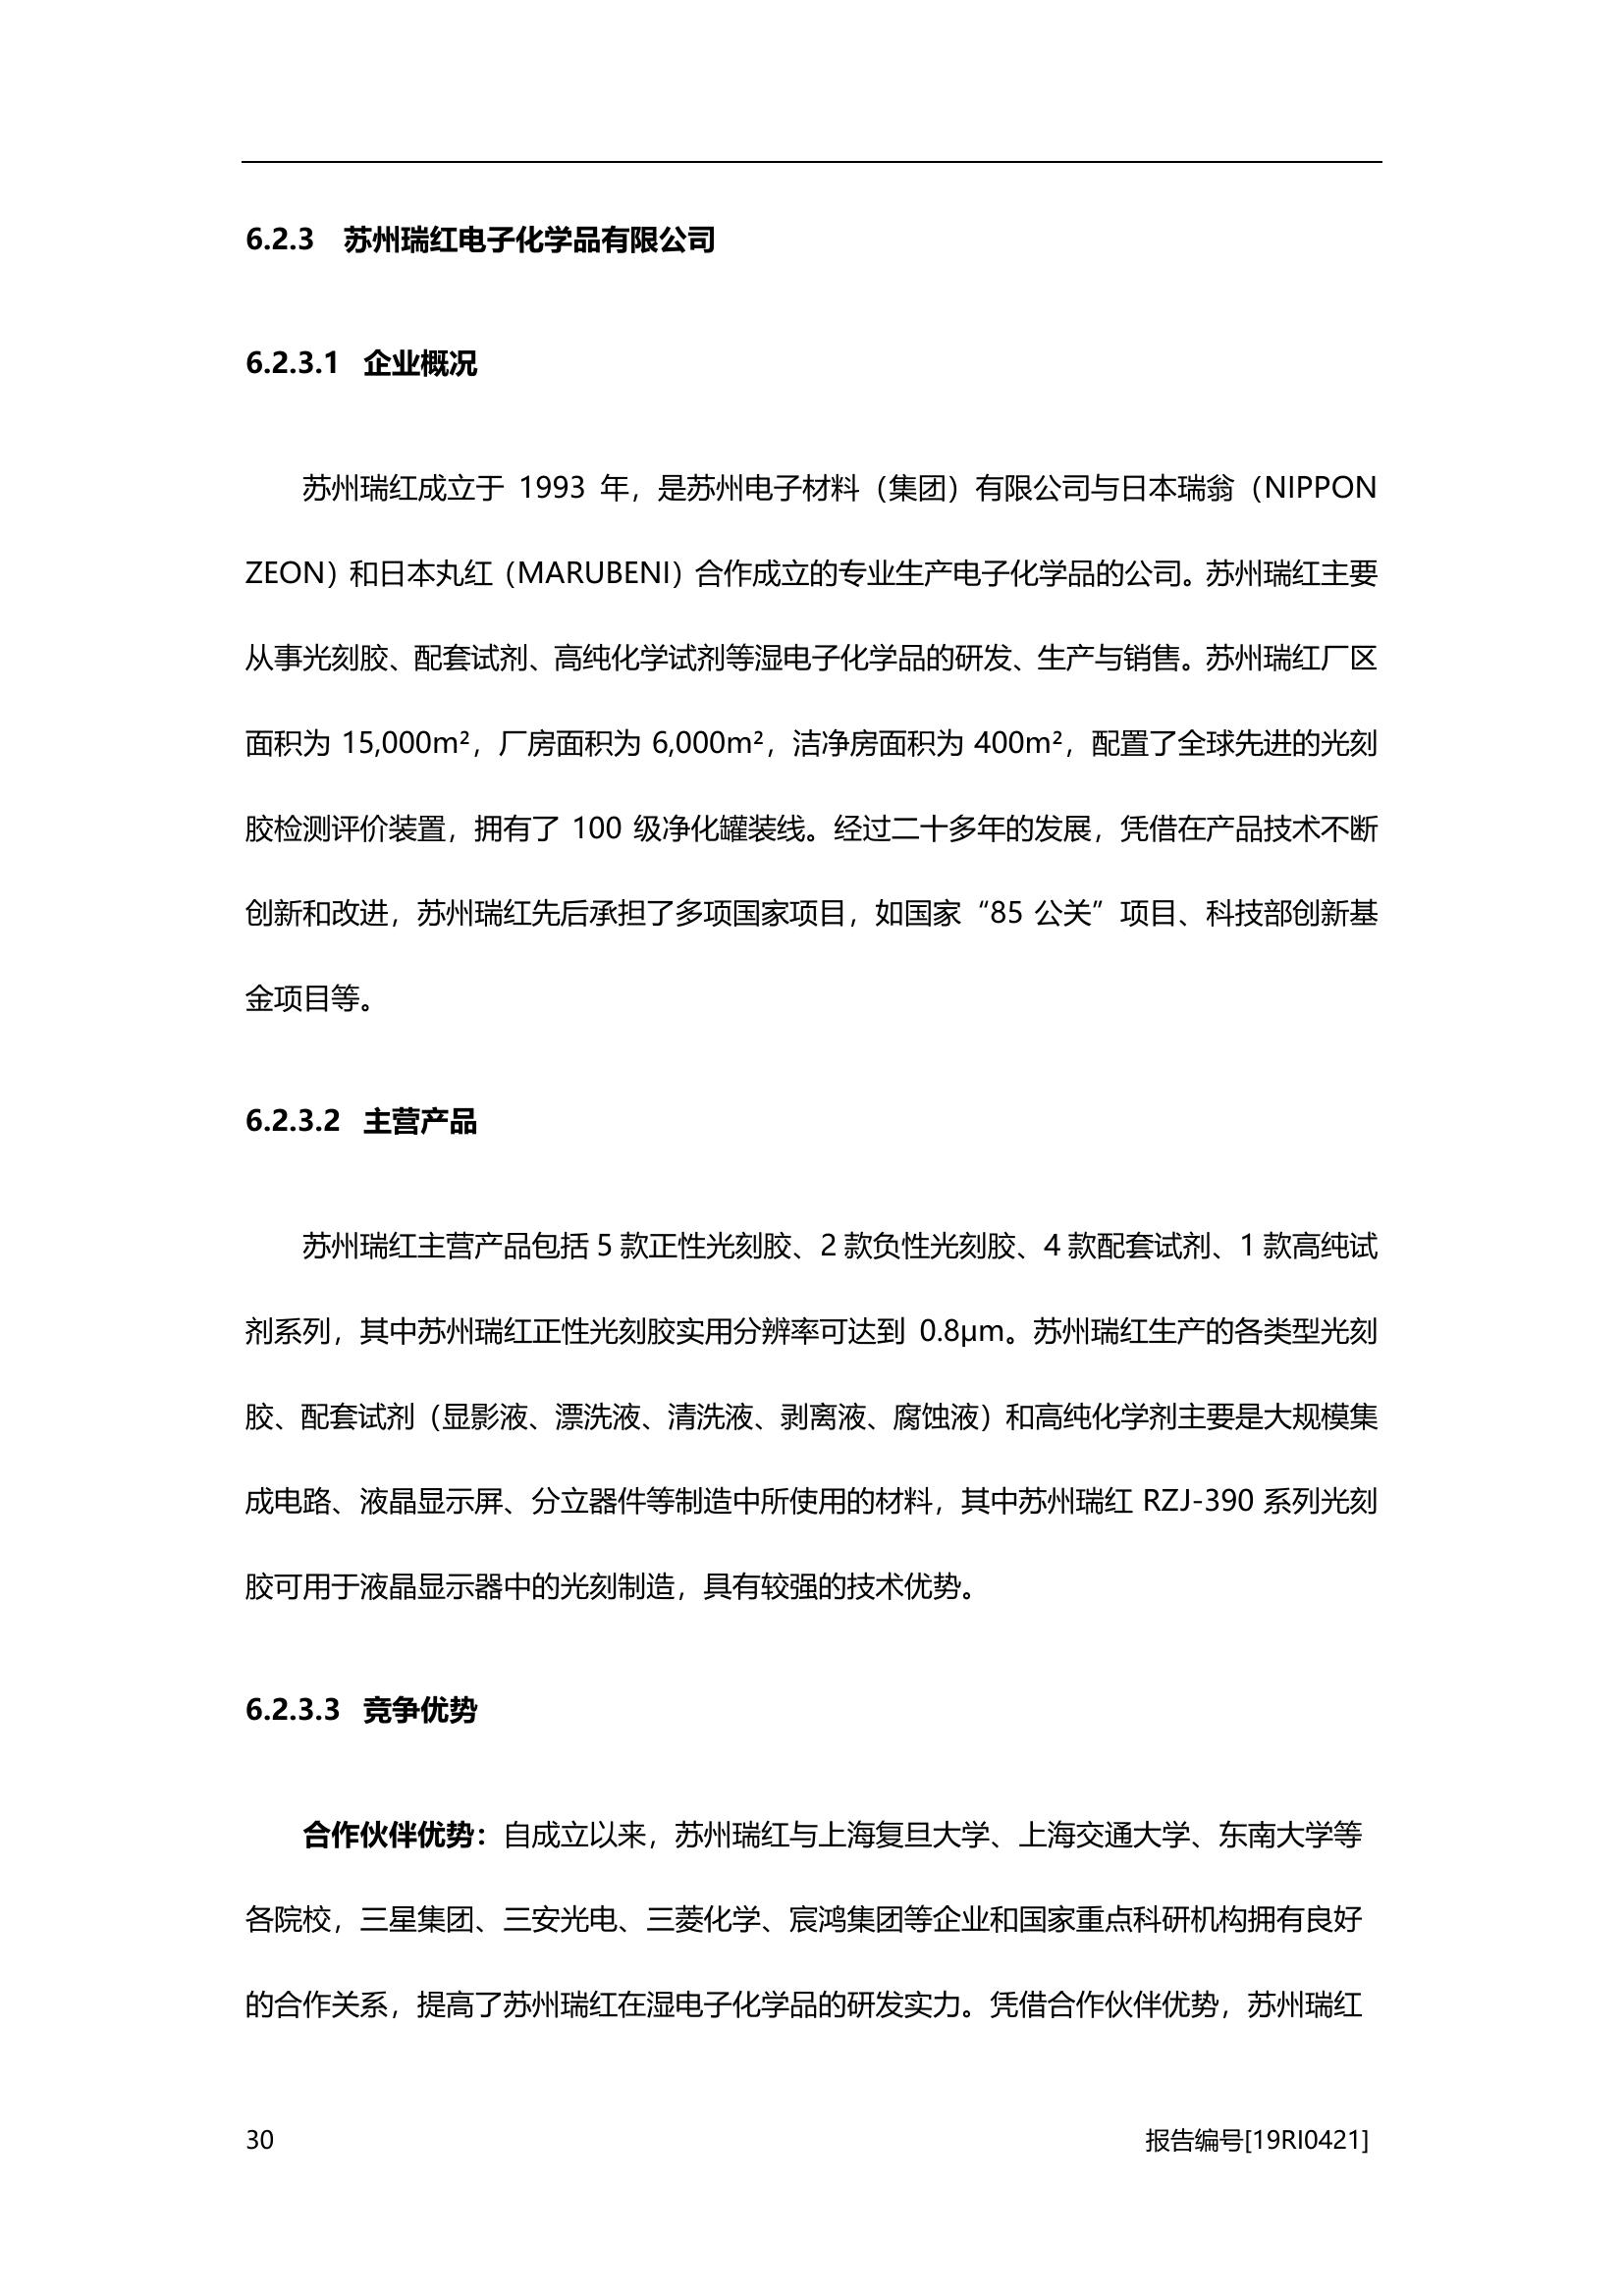 6.2.3 苏州瑞红电子化学品有限公司
6.2.3.1 企业概况
苏州瑞红成立于 1993 年，是苏州电子材料（集团）有限公司与日本瑞翁（NIPPON
ZEON）和日本丸红（MARUBENI）合作成立的专业生产电子化学品的公司。苏州瑞红主要
从事光刻胶、配套试剂、高纯化学试剂等湿电子化学品的研发、生产与销售。苏州瑞红厂区
面积为 15,000m²，厂房面积为 6,000m²，洁净房面积为 400m²，配置了全球先进的光刻
胶检测评价装置，拥有了 100 级净化罐装线。经过二十多年的发展，凭借在产品技术不断
创新和改进，苏州瑞红先后承担了多项国家项目，如国家“85 公关”项目、科技部创新基
金项目等。
6.2.3.2 主营产品
苏州瑞红主营产品包括 5 款正性光刻胶、2 款负性光刻胶、4 款配套试剂、1 款高纯试
剂系列，其中苏州瑞红正性光刻胶实用分辨率可达到 0.8μm。苏州瑞红生产的各类型光刻
胶、配套试剂（显影液、漂洗液、清洗液、剥离液、腐蚀液）和高纯化学剂主要是大规模集
成电路、液晶显示屏、分立器件等制造中所使用的材料，其中苏州瑞红 RZJ-390 系列光刻
胶可用于液晶显示器中的光刻制造，具有较强的技术优势。
6.2.3.3 竞争优势
合作伙伴优势：自成立以来，苏州瑞红与上海复旦大学、上海交通大学、东南大学等
各院校，三星集团、三安光电、三菱化学、宸鸿集团等企业和国家重点科研机构拥有良好
的合作关系，提高了苏州瑞红在湿电子化学品的研发实力。凭借合作伙伴优势，苏州瑞红
30 报告编号[19RI0421]